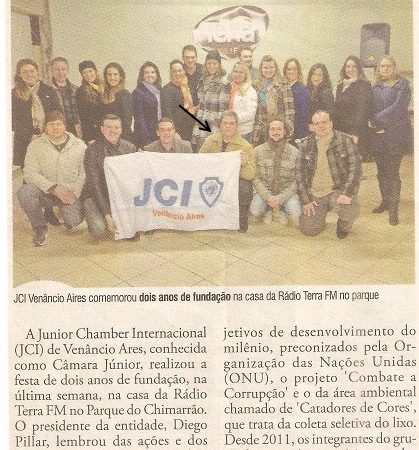 TERRA FM
JCI
Venâncio Aires
JCI Venâncio Aires comemorou dois anos de fundação na casa da Rádio Terra FM no parque
A Junior Chamber Internacional
(JCI) de Venâncio Ares, conhecida
como Câmara Júnior, realizou a
festa de dois anos de fundação, na
última semana, na casa da Rádio
Terra FM no Parque do Chimarrão.
O presidente da entidade, Diego
Pillar, lembrou das ações e dos
jetivos de desenvolvimento do
milênio, preconizados pela Or-
ganização das Nações Unidas
(ONU), o projeto 'Combate a
Corrupção' e o da área ambiental
chamado de 'Catadores de Cores',
que trata da coleta seletiva do lixo.
Desde 2011, os integrantes do gru-